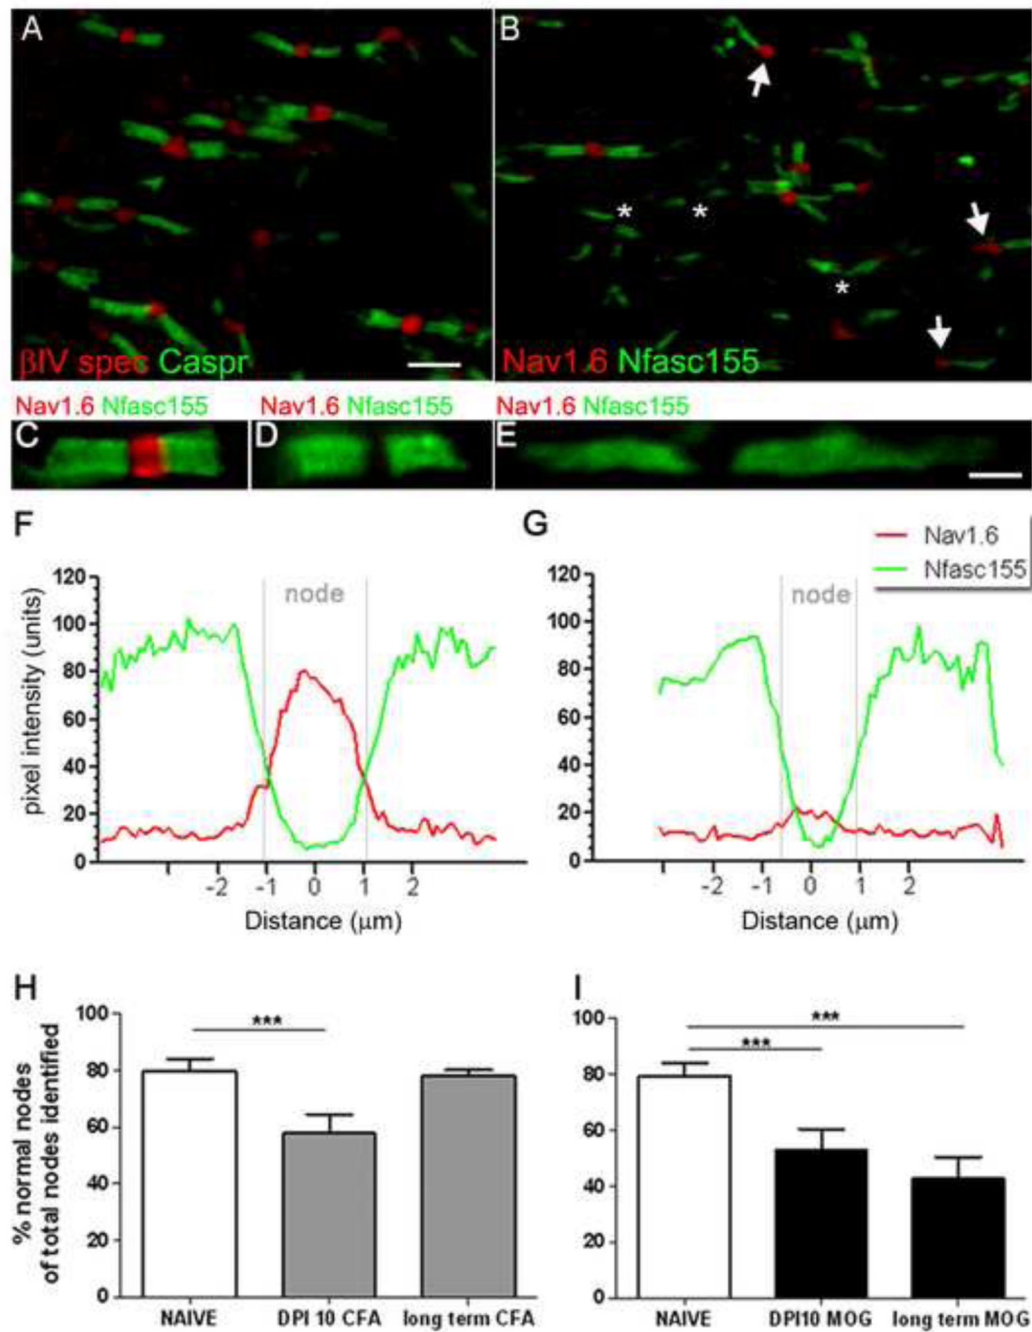 A
B
βIV spec Caspr
Nav1.6 Nfasc155
Nav1.6 Nfasc155
Nav1.6 Nfasc155
Nav1.6 Nfasc155
C
D
E
*
*
*
F
G
Nav1.6
Nfasc155
node
node
pixel intensity (units)
120
100
80
60
40
20
0
-2 -1 0 1 2
Distance (μm)
120
100
80
60
40
20
0
-2 -1 0 1 2
Distance (μm)
H
% normal nodes
of total nodes identified
100
80
60
40
20
0
***
NAIVE DPI 10 CFA long term CFA
I
100
80
60
40
20
0
***
***
NAIVE DPI10 MOG long term MOG